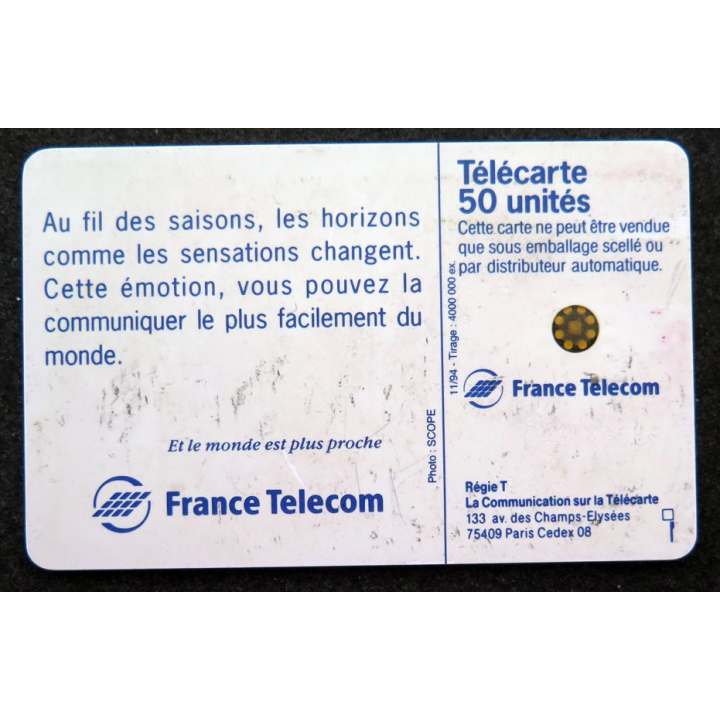 Au fil des saisons, les horizons
comme les sensations changent.
Cette émotion, vous pouvez la
communiquer le plus facilement du
monde.
Et le monde est plus proche
France Telecom
Photo : SCOPE
11/94 - Tirage : 4000 000 ex.
Télécarte
50 unités
Cette carte ne peut être vendue
que sous emballage scellé ou
par distributeur automatique.
France Telecom
Régie T
La Communication sur la Télécarte
133 av. des Champs-Elysées
75409 Paris Cedex 08